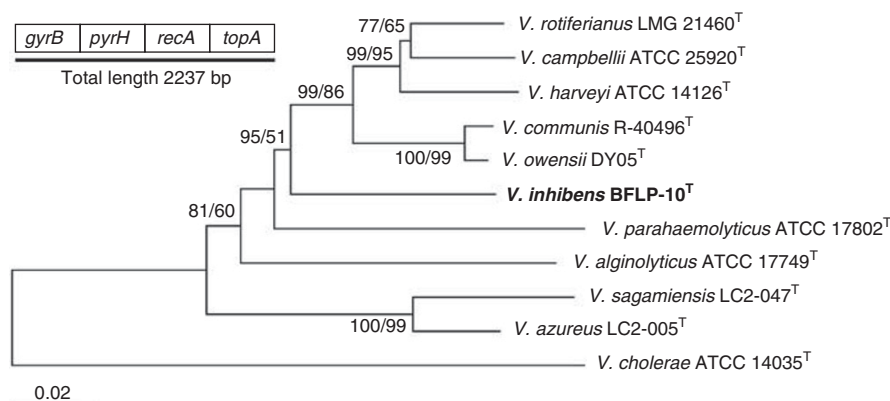 gyrB pyrH recA topA
Total length 2237 bp
77/65
99/95
99/86
95/51
100/99
81/60
100/99
V. rotiferianus LMG 21460T
V. campbellii ATCC 25920T
V. harveyi ATCC 14126T
V. communis R-40496T
V. owensii DY05T
V. inhibens BFLP-10T
V. parahaemolyticus ATCC 17802T
V. alginolyticus ATCC 17749T
V. sagamiensis LC2-047T
V. azureus LC2-005T
V. cholerae ATCC 14035T
0.02